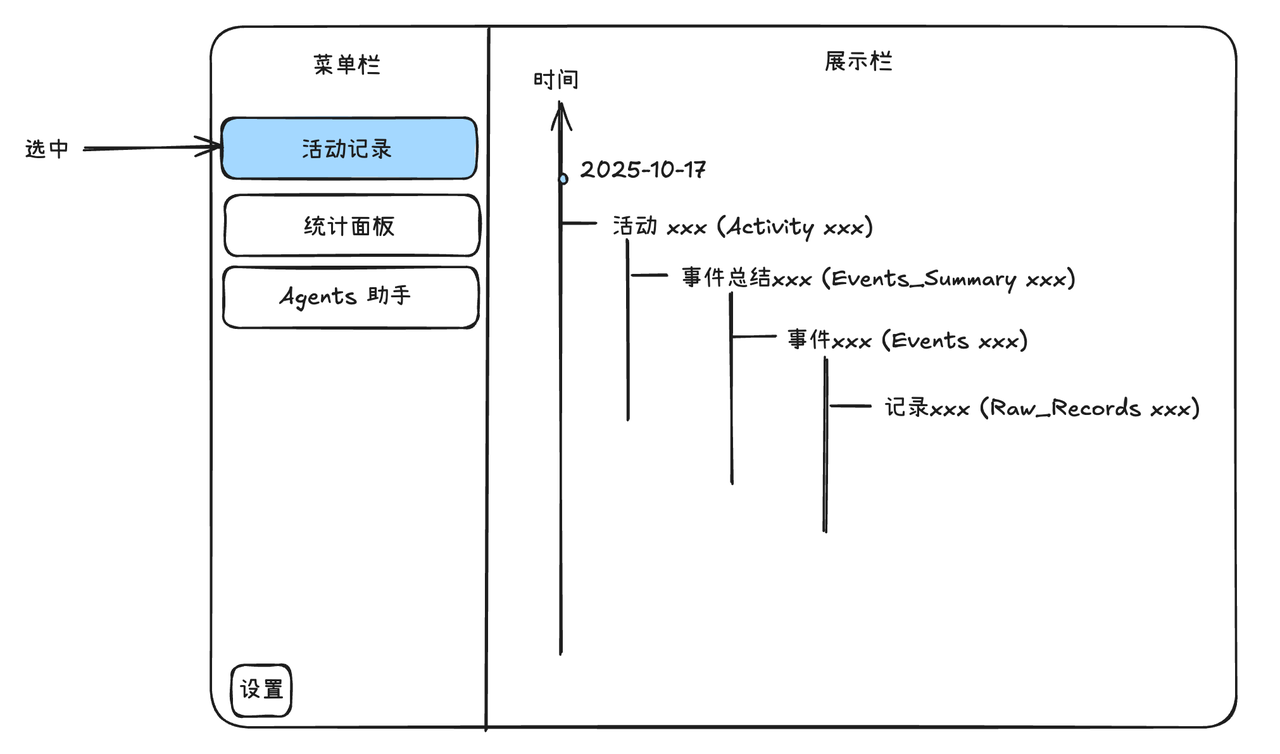 菜单栏
展示栏
时间
选中
活动记录
2025-10-17
统计面板
活动 xxx (Activity xxx)
事件总结xxx (Events_Summary xxx)
Agents 助手
事件xxx (Events xxx)
记录xxx (Raw_Records xxx)
设置